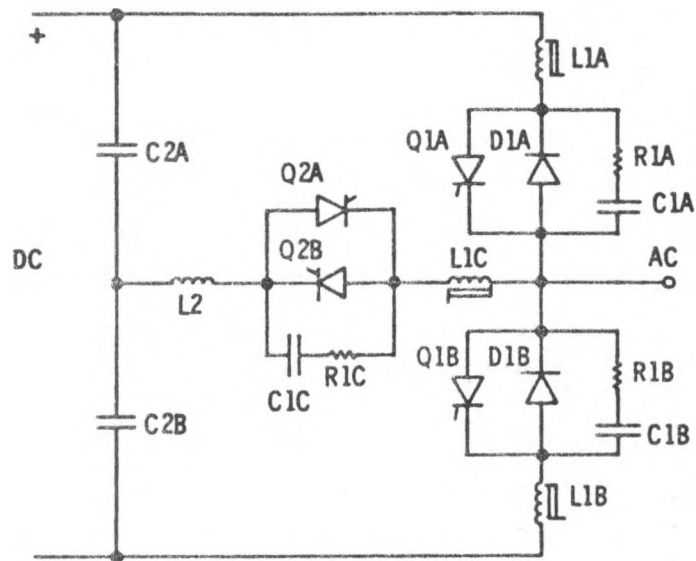 +
L1A
Q1A
D1A
R1A
C1A
C2A
Q2A
Q2B
DC
L1C
AC
L2
Q1B
D1B
R1B
R1C
C1C
C2B
C1B
L1B